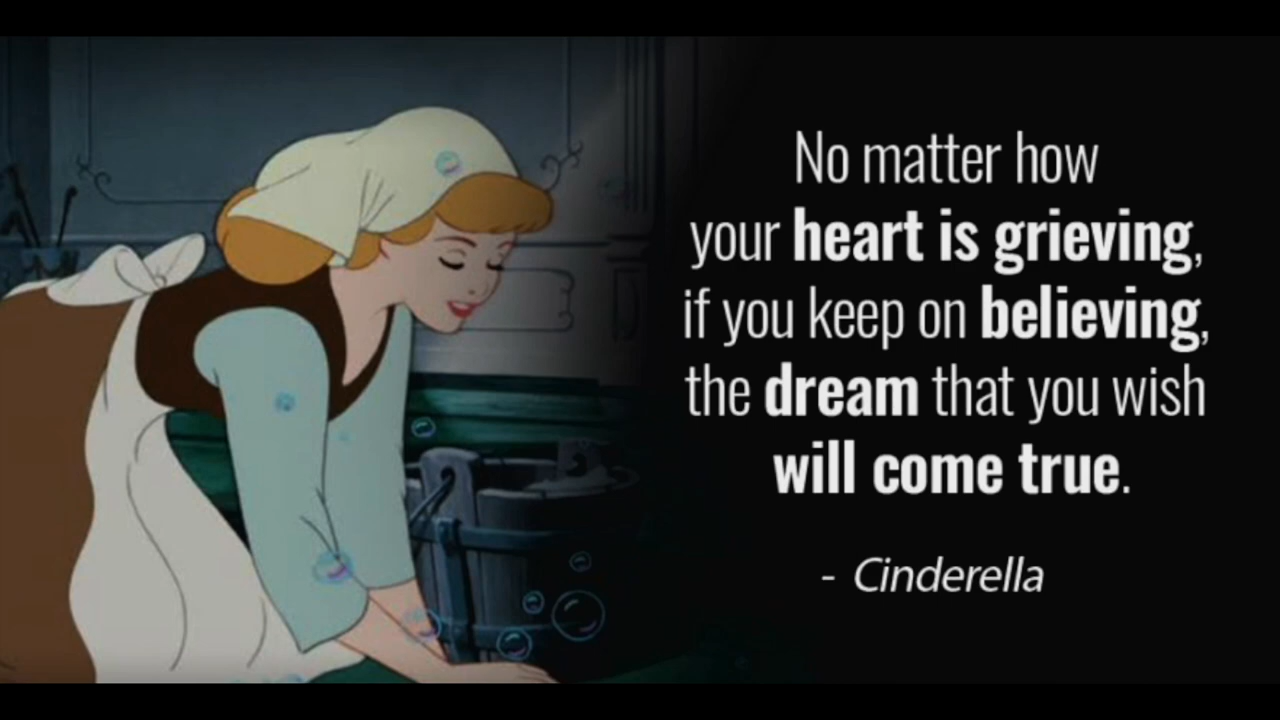 No matter how
your heart is grieving,
if you keep on believing,
the dream that you wish
will come true.
- Cinderella